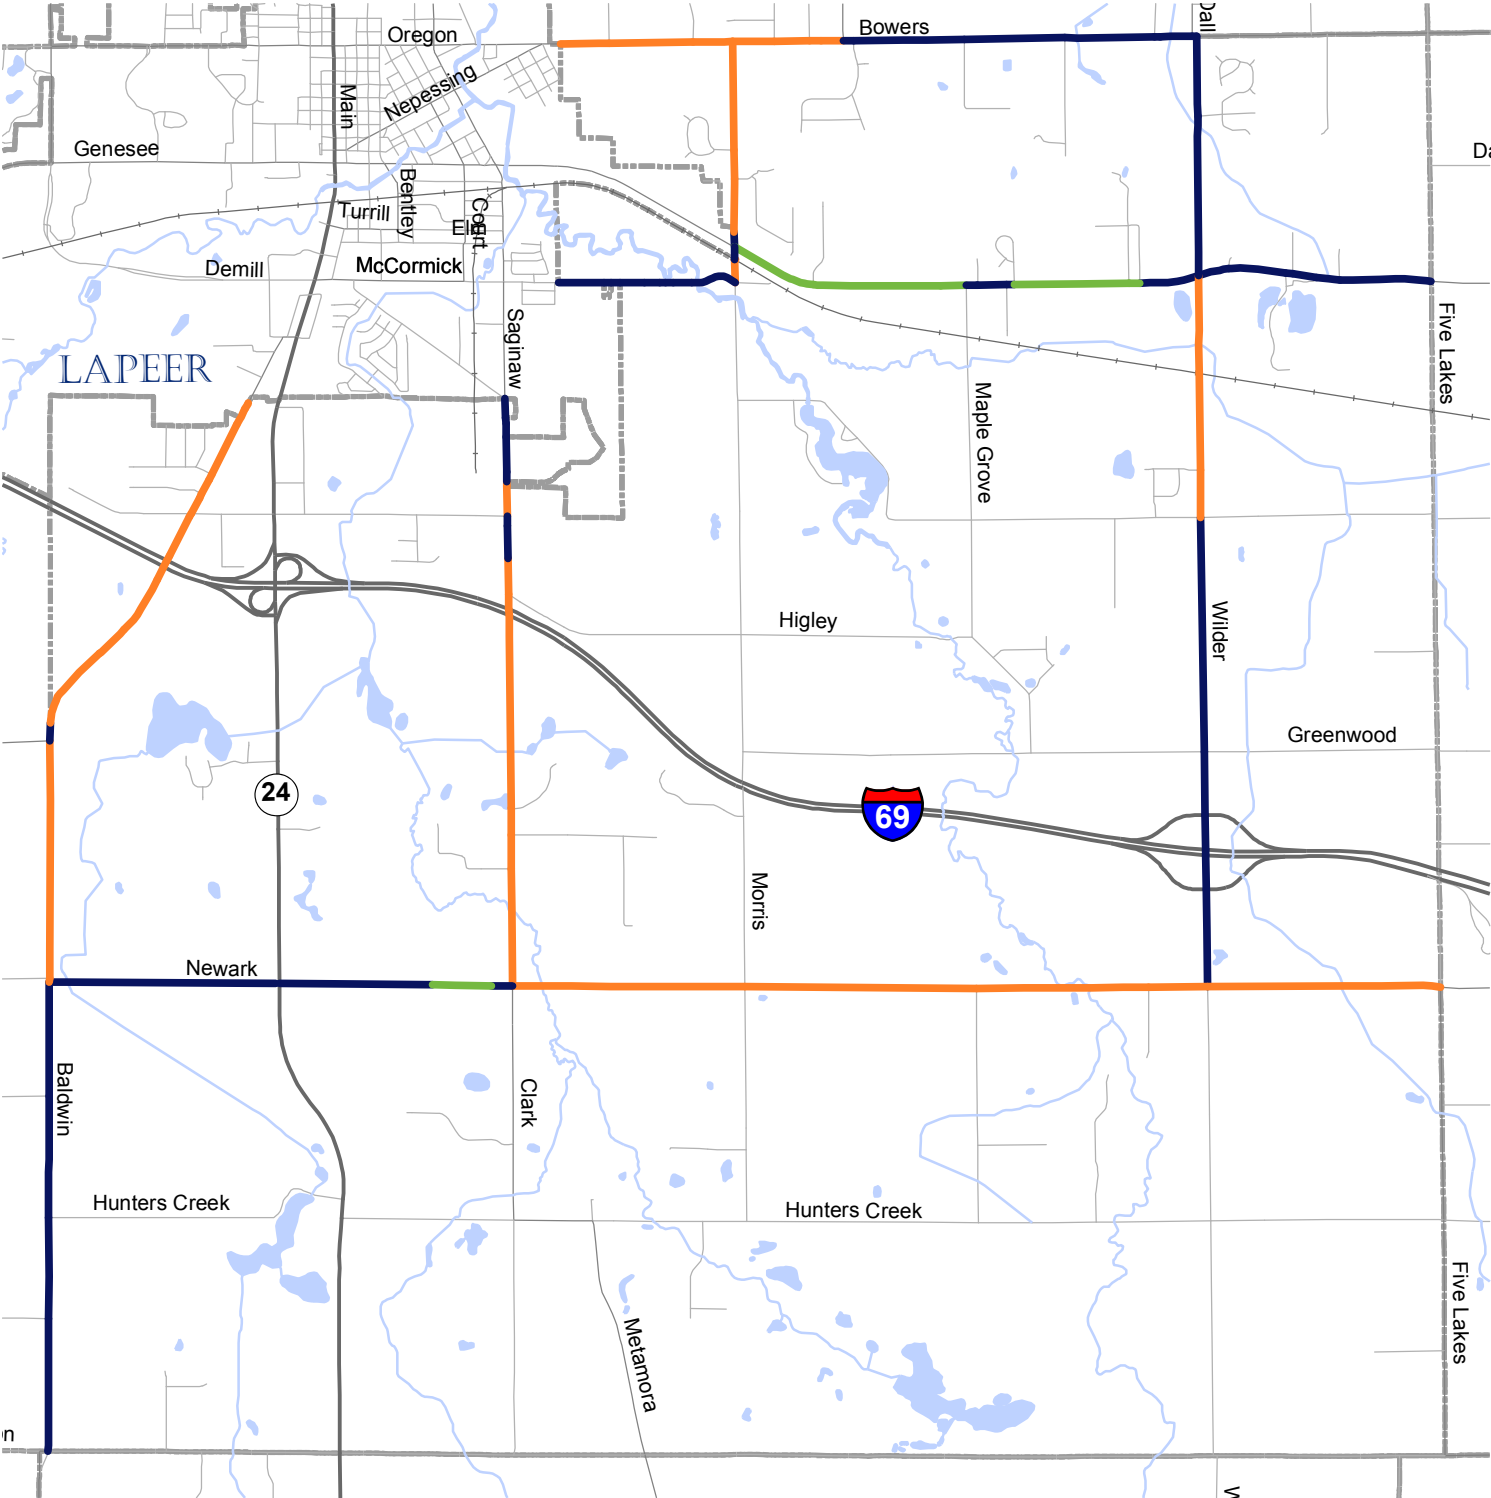 Dall
Bowers
Oregon
Nepessing
Main
Genesee
Bentley
Turrill
Court
Elm
Demill
McCormick
Saginaw
Five Lakes
LAPEER
Maple Grove
Higley
Wilder
Greenwood
24
69
Morris
Newark
Baldwin
Clark
Hunters Creek
Hunters Creek
Metamora
Five Lakes